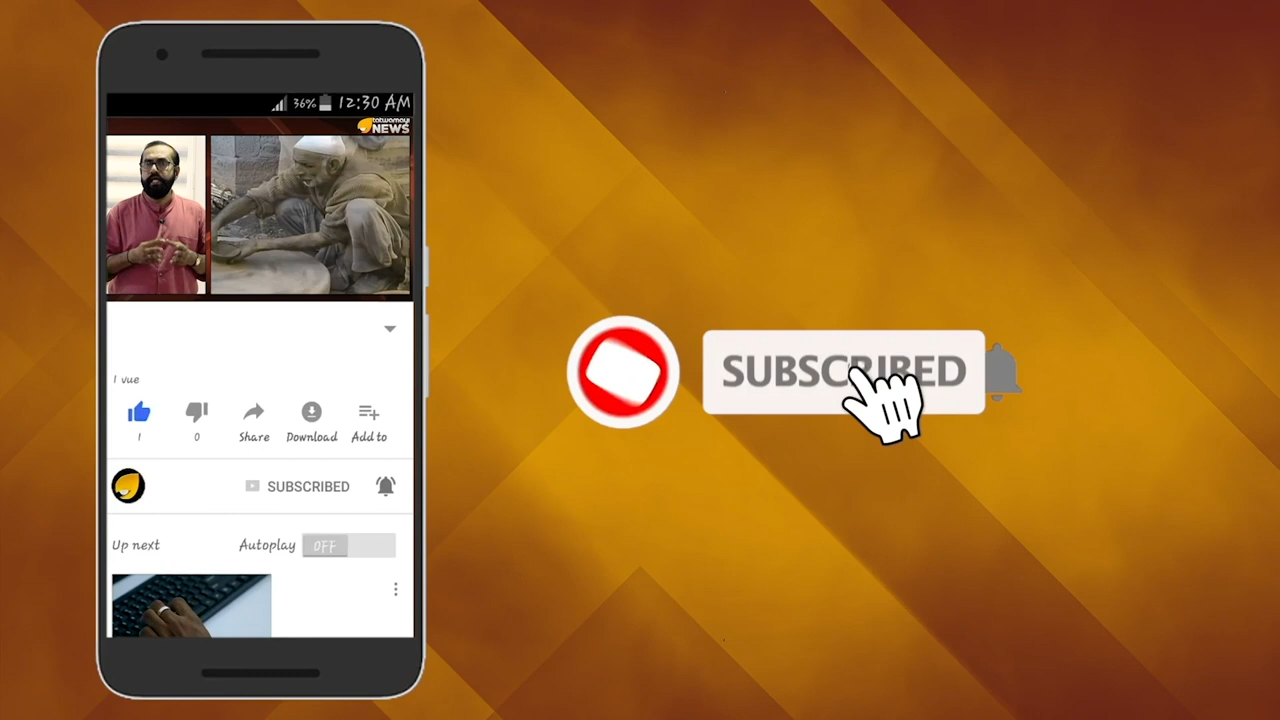 36% 12:30 AM
tatwamayi
NEWS
1 vue
1 0 Share Download Add to
SUBSCRIBED
Up next Autoplay OFF
SUBSCRIBED